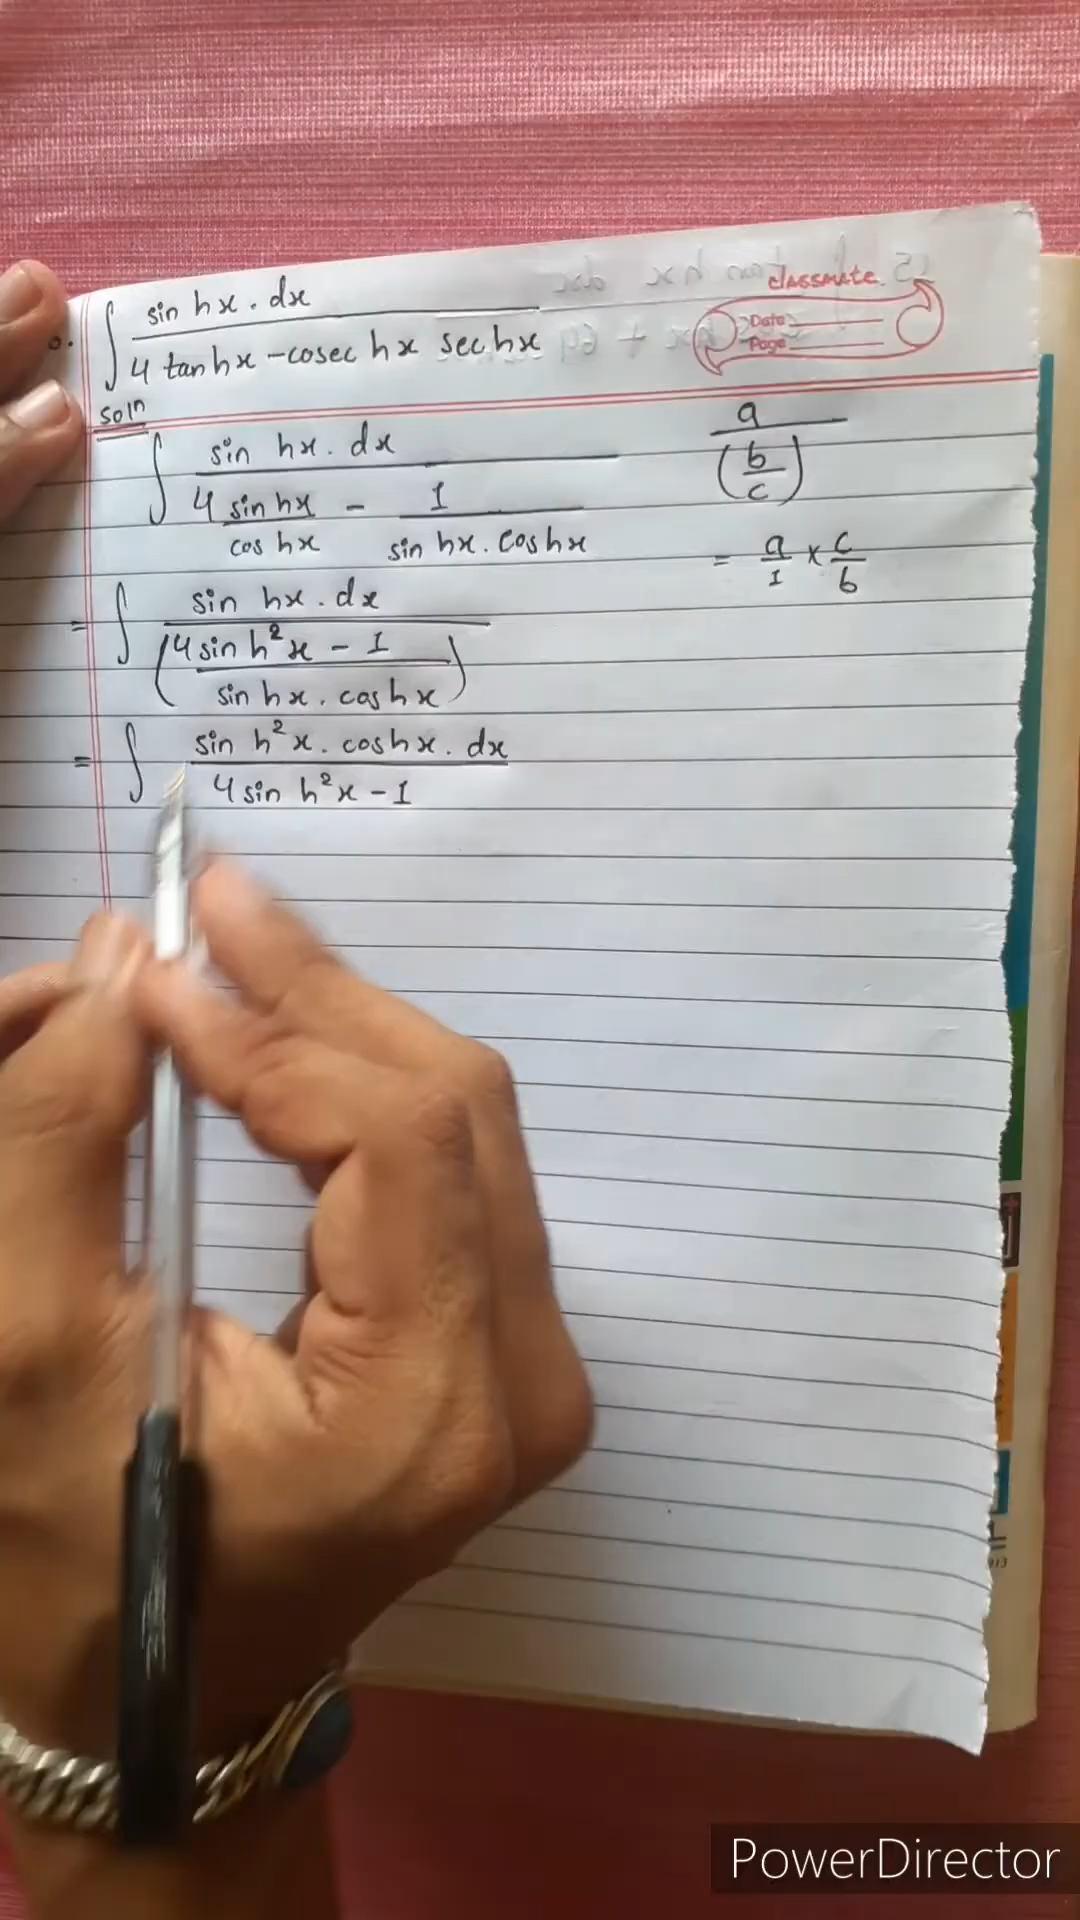 ∫ sin hx . dx / 4 tan hx - cosec hx sec hx
classmate
Date
Page
Soln
∫ sin hx . dx / (4 sin hx / cos hx - 1 / sin hx . cos hx)
a / (b/c)
= a/1 × c/b
= ∫ sin hx . dx / (4 sin h²x - 1 / sin hx . cos hx)
= ∫ sin h²x . cos hx . dx / 4 sin h²x - 1
PowerDirector